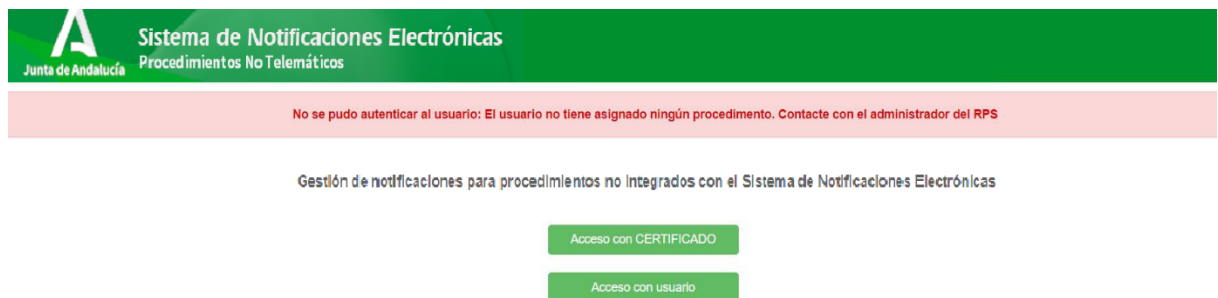 Sistema de Notificaciones Electrónicas
Junta de Andalucía Procedimientos No Telemáticos
No se pudo autenticar al usuario: El usuario no tiene asignado ningún procedimento. Contacte con el administrador del RPS
Gestión de notificaciones para procedimientos no integrados con el Sistema de Notificaciones Electrónicas
Acceso con CERTIFICADO
Acceso con usuario